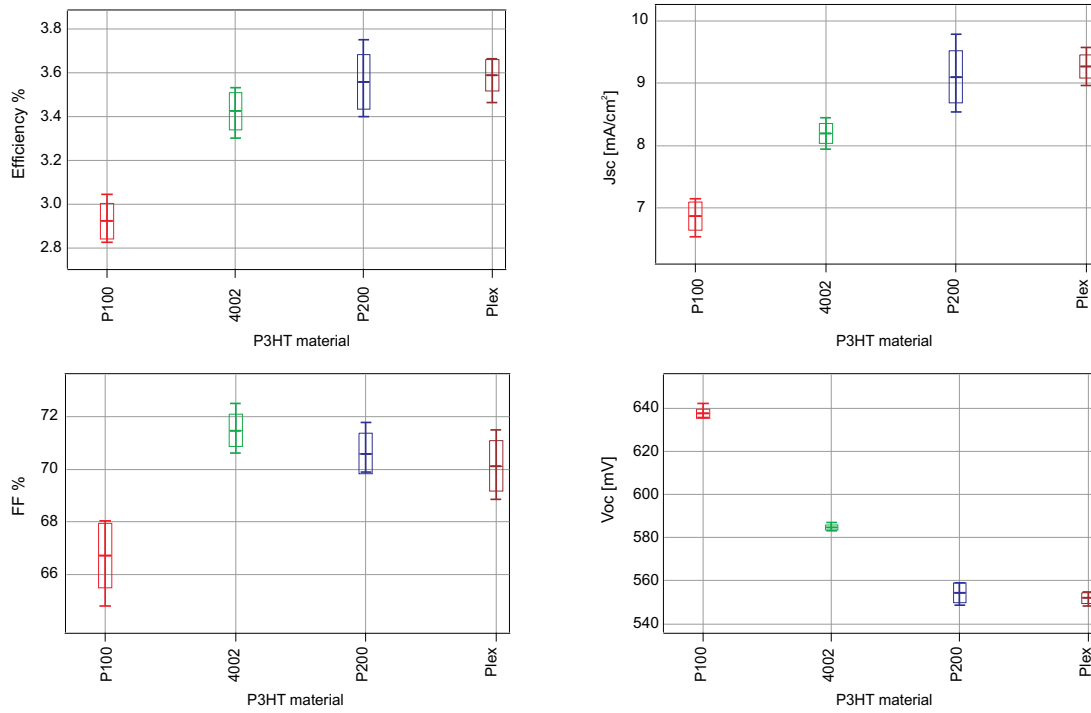 Efficiency %
3.8
3.6
3.4
3.2
3.0
2.8
P100
4002
P200
Plex
P3HT material
Jsc [mA/cm²]
10
9
8
7
P100
4002
P200
Plex
P3HT material
FF %
72
70
68
66
P100
4002
P200
Plex
P3HT material
Voc [mV]
640
620
600
580
560
540
P100
4002
P200
Plex
P3HT material